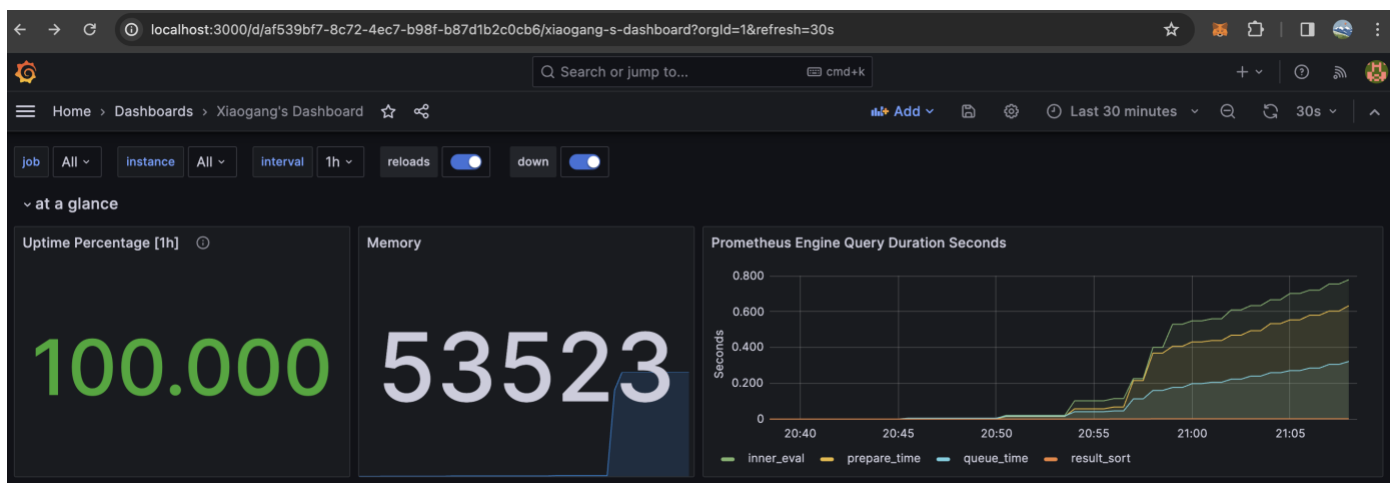 localhost:3000/d/af539bf7-8c72-4ec7-b98f-b87d1b2c0cb6/xiaogang-s-dashboard?orgId=1&refresh=30s
Search or jump to... cmd+k
Home › Dashboards › Xiaogang's Dashboard Add Last 30 minutes 30s
job All instance All interval 1h reloads down
at a glance
Uptime Percentage [1h]
100.000
Memory
53523
Prometheus Engine Query Duration Seconds
Seconds
0.800
0.600
0.400
0.200
0
20:40 20:45 20:50 20:55 21:00 21:05
inner_eval prepare_time queue_time result_sort